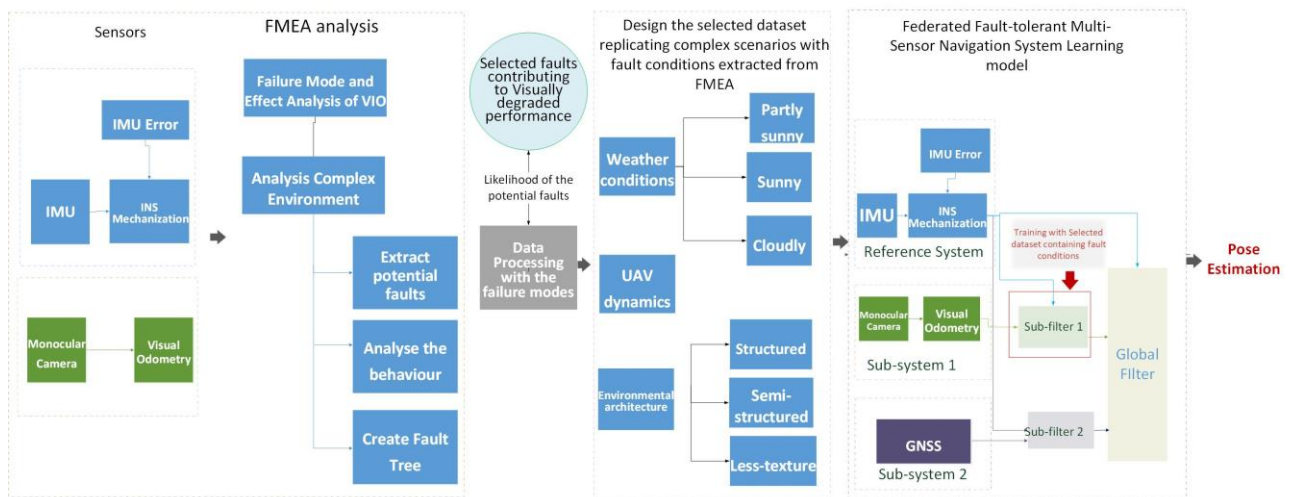 Sensors
IMU Error
IMU
INS
Mechanization
Monocular
Camera
Visual
Odometry
FMEA analysis
Failure Mode and
Effect Analysis of VIO
Analysis Complex
Environment
Extract
potential
faults
Analyse the
behaviour
Create Fault
Tree
Selected faults
contributing
to Visually
degraded
performance
Likelihood of the
potential faults
Data
Processing
with the
failure modes
Design the selected dataset
replicating complex scenarios with
fault conditions extracted from
FMEA
Weather
conditions
Partly
sunny
Sunny
Cloudly
UAV
dynamics
Environmental
architecture
Structured
Semi-
structured
Less-texture
Federated Fault-tolerant Multi-
Sensor Navigation System Learning
model
IMU Error
IMU
INS
Mechanization
Reference System
Training with Selected
dataset containing fault
conditions
Monocular
Camera
Visual
Odometry
Sub-system 1
Sub-filter 1
Global
FIlter
GNSS
Sub-system 2
Sub-filter 2
Pose
Estimation